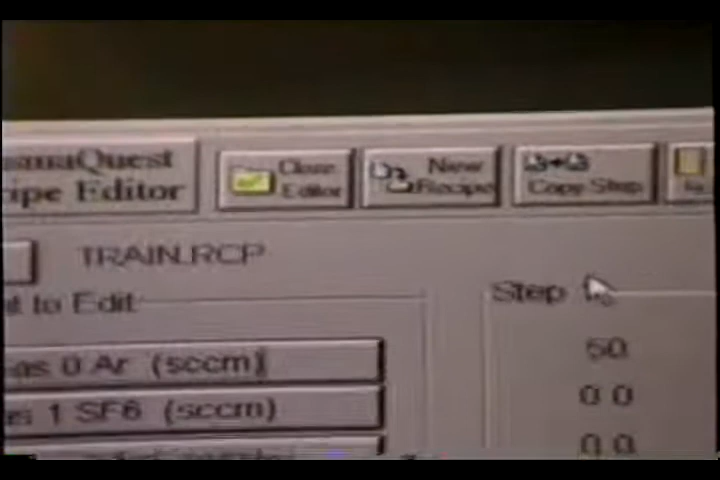 smaQuest
ipe Editor
Close
Editor
New
Recipe
Copy Step
TRAIN.RCP
t to Edit
Step
as 0 Ar (sccm)
50.
s 1 SF6 (sccm)
0.0
0.0